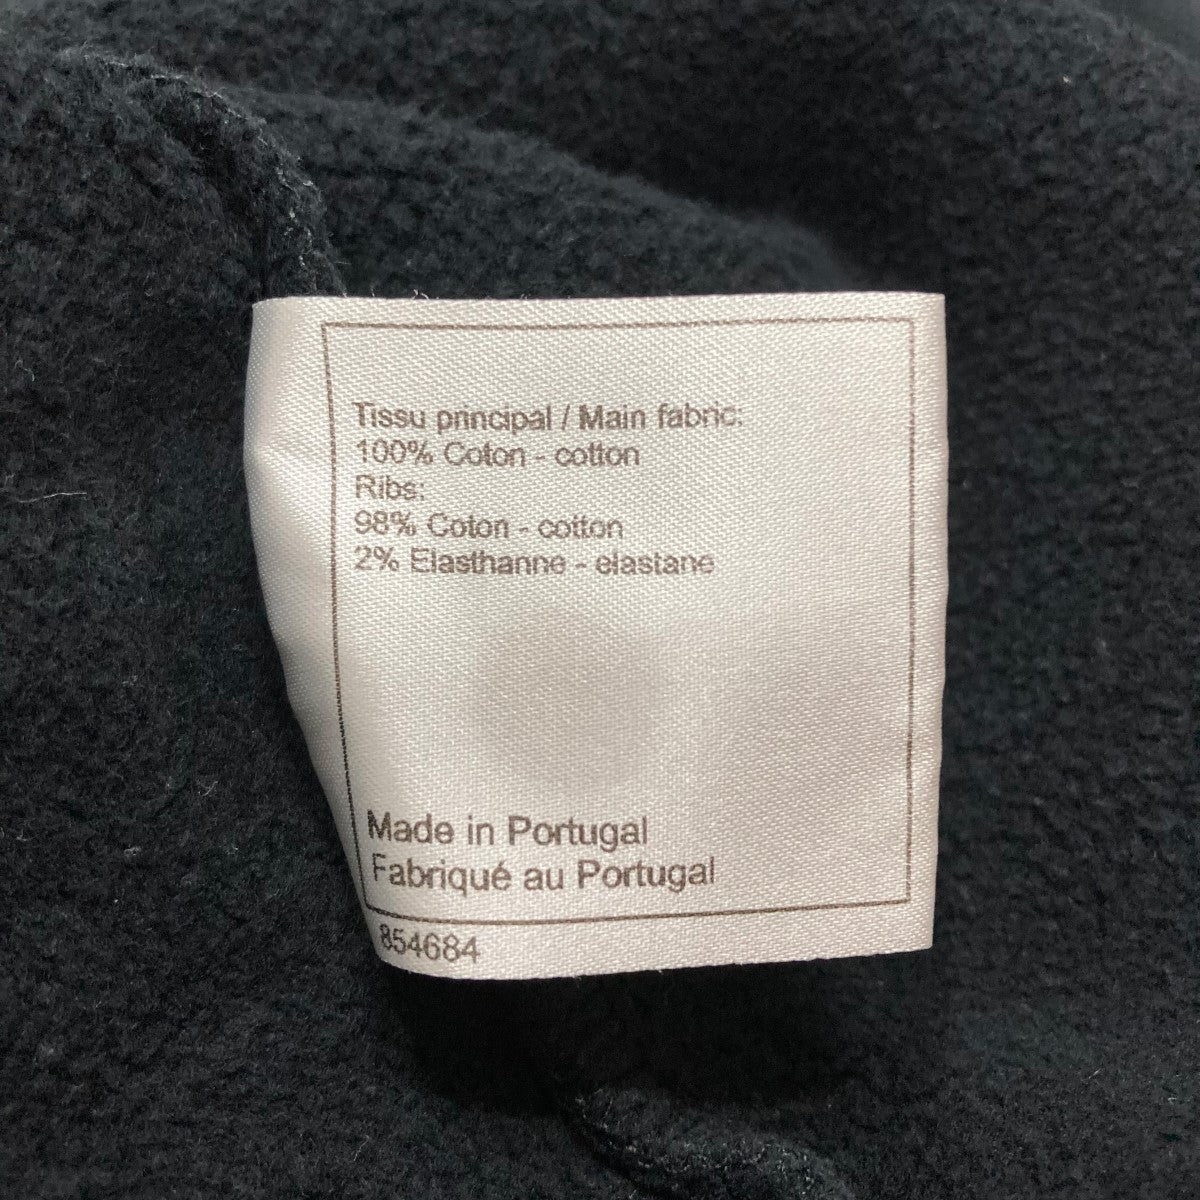 Tissu principal / Main fabric:
100% Coton - cotton
Ribs:
98% Coton - cotton
2% Elasthanne - elastane
Made in Portugal
Fabriqué au Portugal
854684